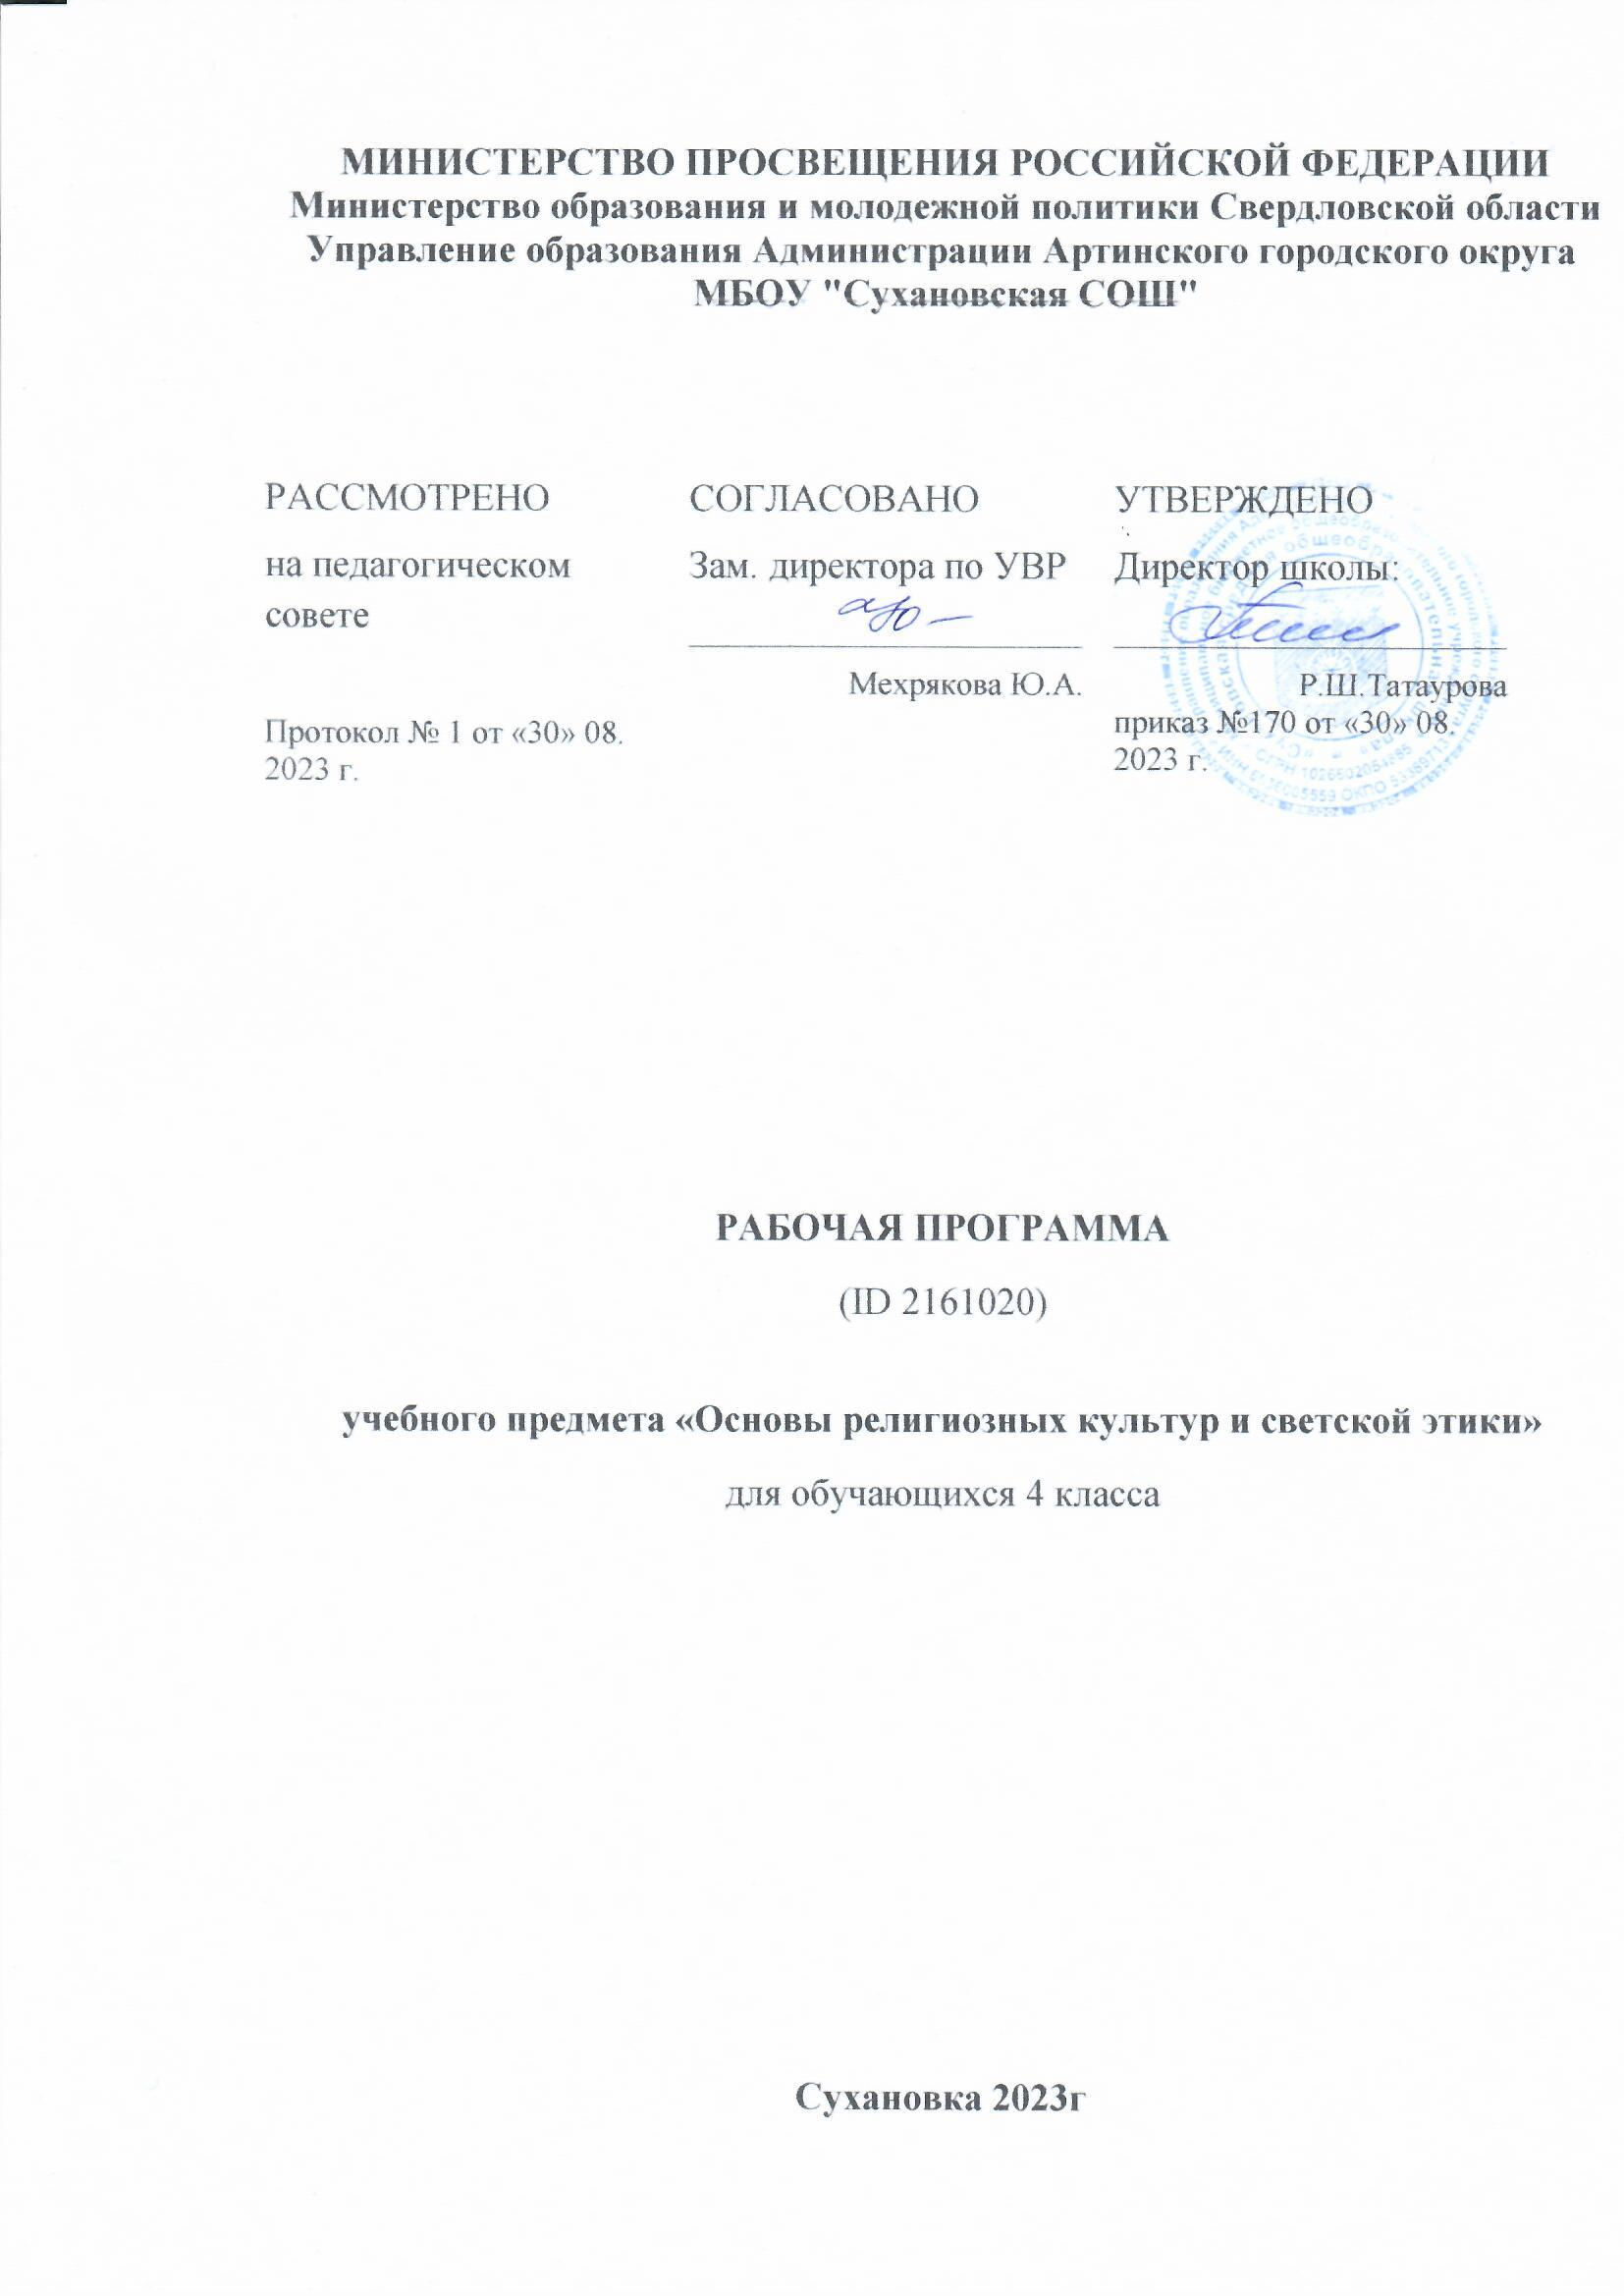 МИНИСТЕРСТВО ПРОСВЕЩЕНИЯ РОССИЙСКОЙ ФЕДЕРАЦИИ
Министерство образования и молодежной политики Свердловской области
Управление образования Администрации Артинского городского округа
МБОУ "Сухановская СОШ"
РАССМОТРЕНО
на педагогическом
совете
Протокол № 1 от «30» 08.
2023 г.
СОГЛАСОВАНО
Зам. директора по УВР
Мехрякова Ю.А.
УТВЕРЖДЕНО
Директор школы:
Р.Ш.Татаурова
приказ №170 от «30» 08.
2023 г.
РАБОЧАЯ ПРОГРАММА
(ID 2161020)
учебного предмета «Основы религиозных культур и светской этики»
для обучающихся 4 класса
Сухановка 2023г